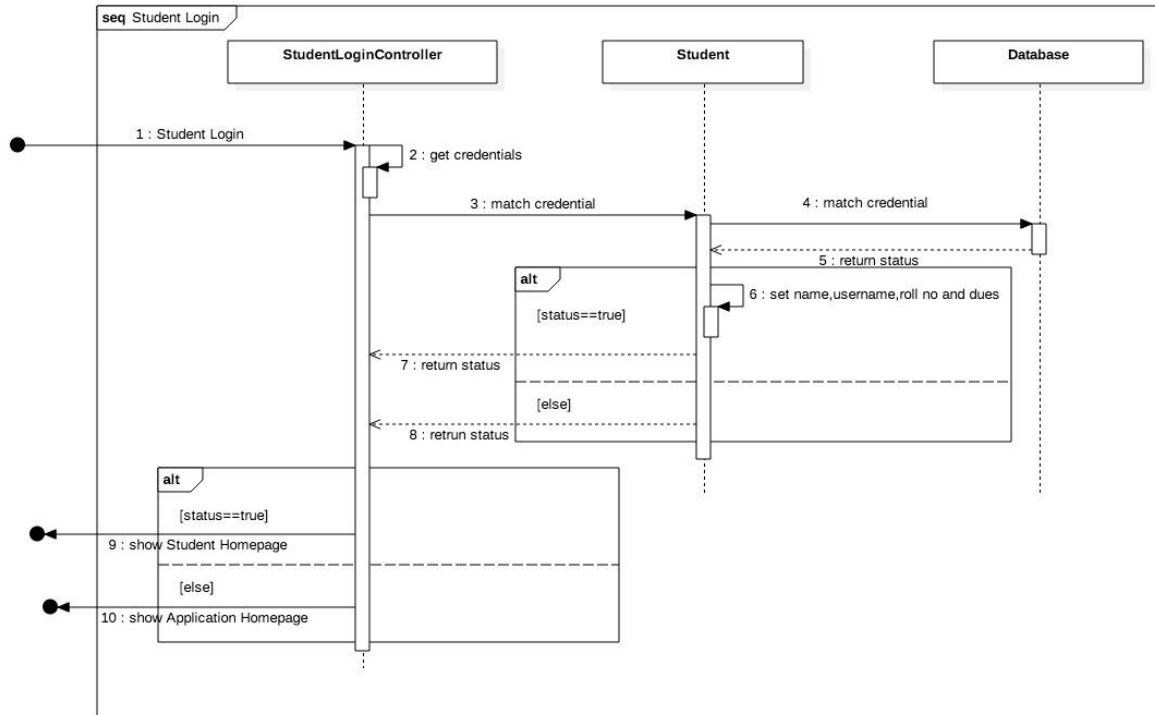 seq Student Login
StudentLoginController
Student
Database
1 : Student Login
2 : get credentials
3 : match credential
4 : match credential
5 : return status
alt
6 : set name,username,roll no and dues
[status==true]
7 : return status
[else]
8 : retrun status
alt
[status==true]
9 : show Student Homepage
[else]
10 : show Application Homepage